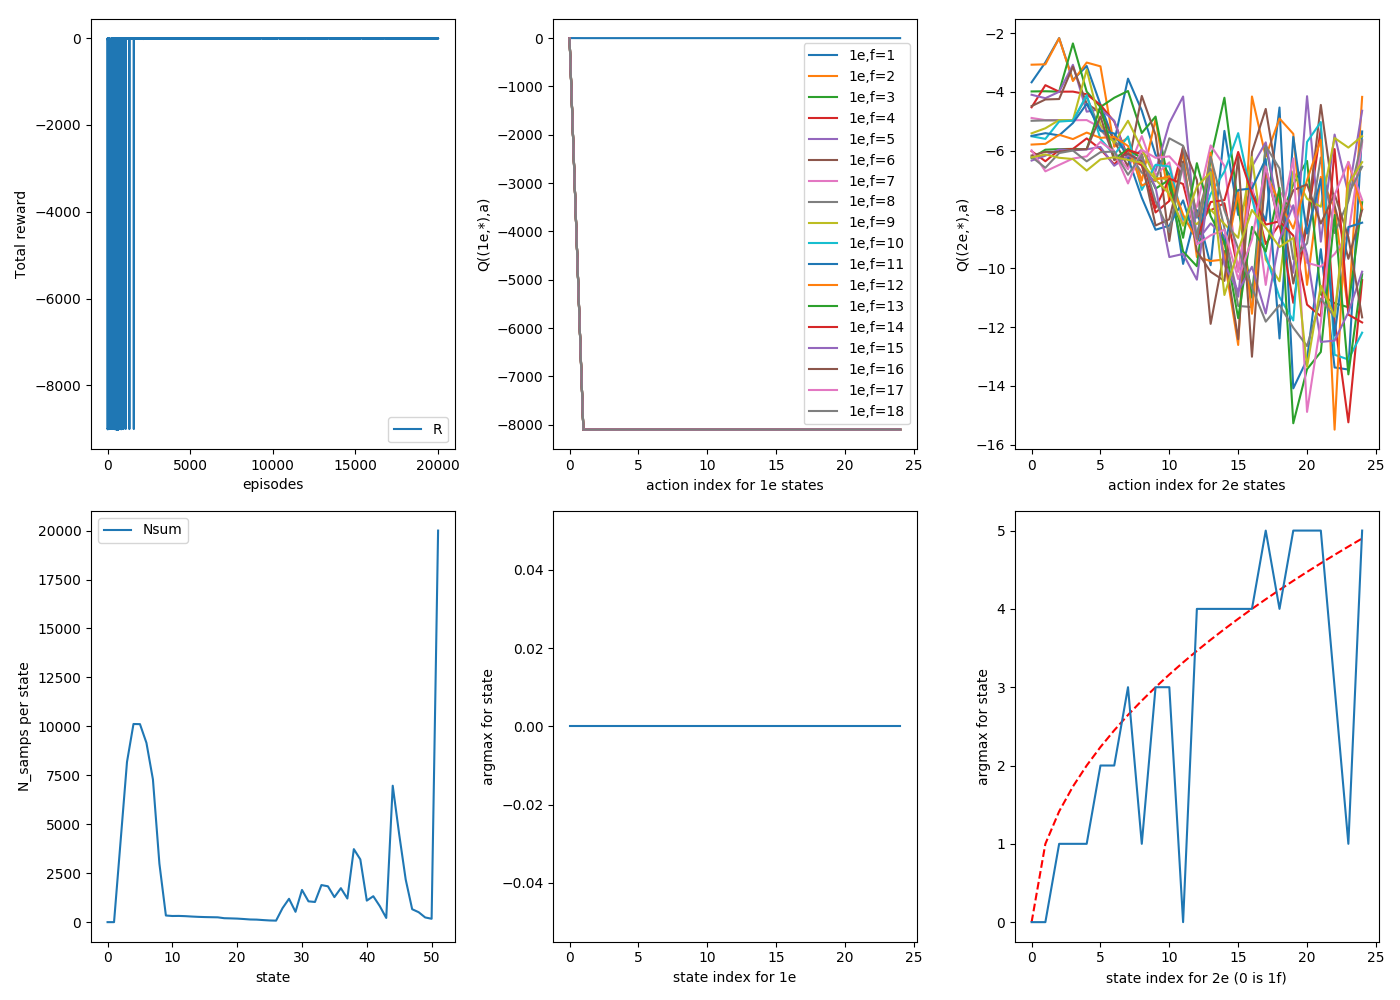 0
−2000
−4000
−6000
−8000
Total reward
0
5000
10000
15000
20000
episodes
R
0
−1000
−2000
−3000
−4000
−5000
−6000
−7000
−8000
Q((1e,*),a)
0
5
10
15
20
25
action index for 1e states
1e,f=1
1e,f=2
1e,f=3
1e,f=4
1e,f=5
1e,f=6
1e,f=7
1e,f=8
1e,f=9
1e,f=10
1e,f=11
1e,f=12
1e,f=13
1e,f=14
1e,f=15
1e,f=16
1e,f=17
1e,f=18
−2
−4
−6
−8
−10
−12
−14
−16
Q((2e,*),a)
0
5
10
15
20
25
action index for 2e states
20000
17500
15000
12500
10000
7500
5000
2500
0
N_samps per state
Nsum
0
10
20
30
40
50
state
0.04
0.02
0.00
−0.02
−0.04
argmax for state
0
5
10
15
20
25
state index for 1e
5
4
3
2
1
0
argmax for state
0
5
10
15
20
25
state index for 2e (0 is 1f)